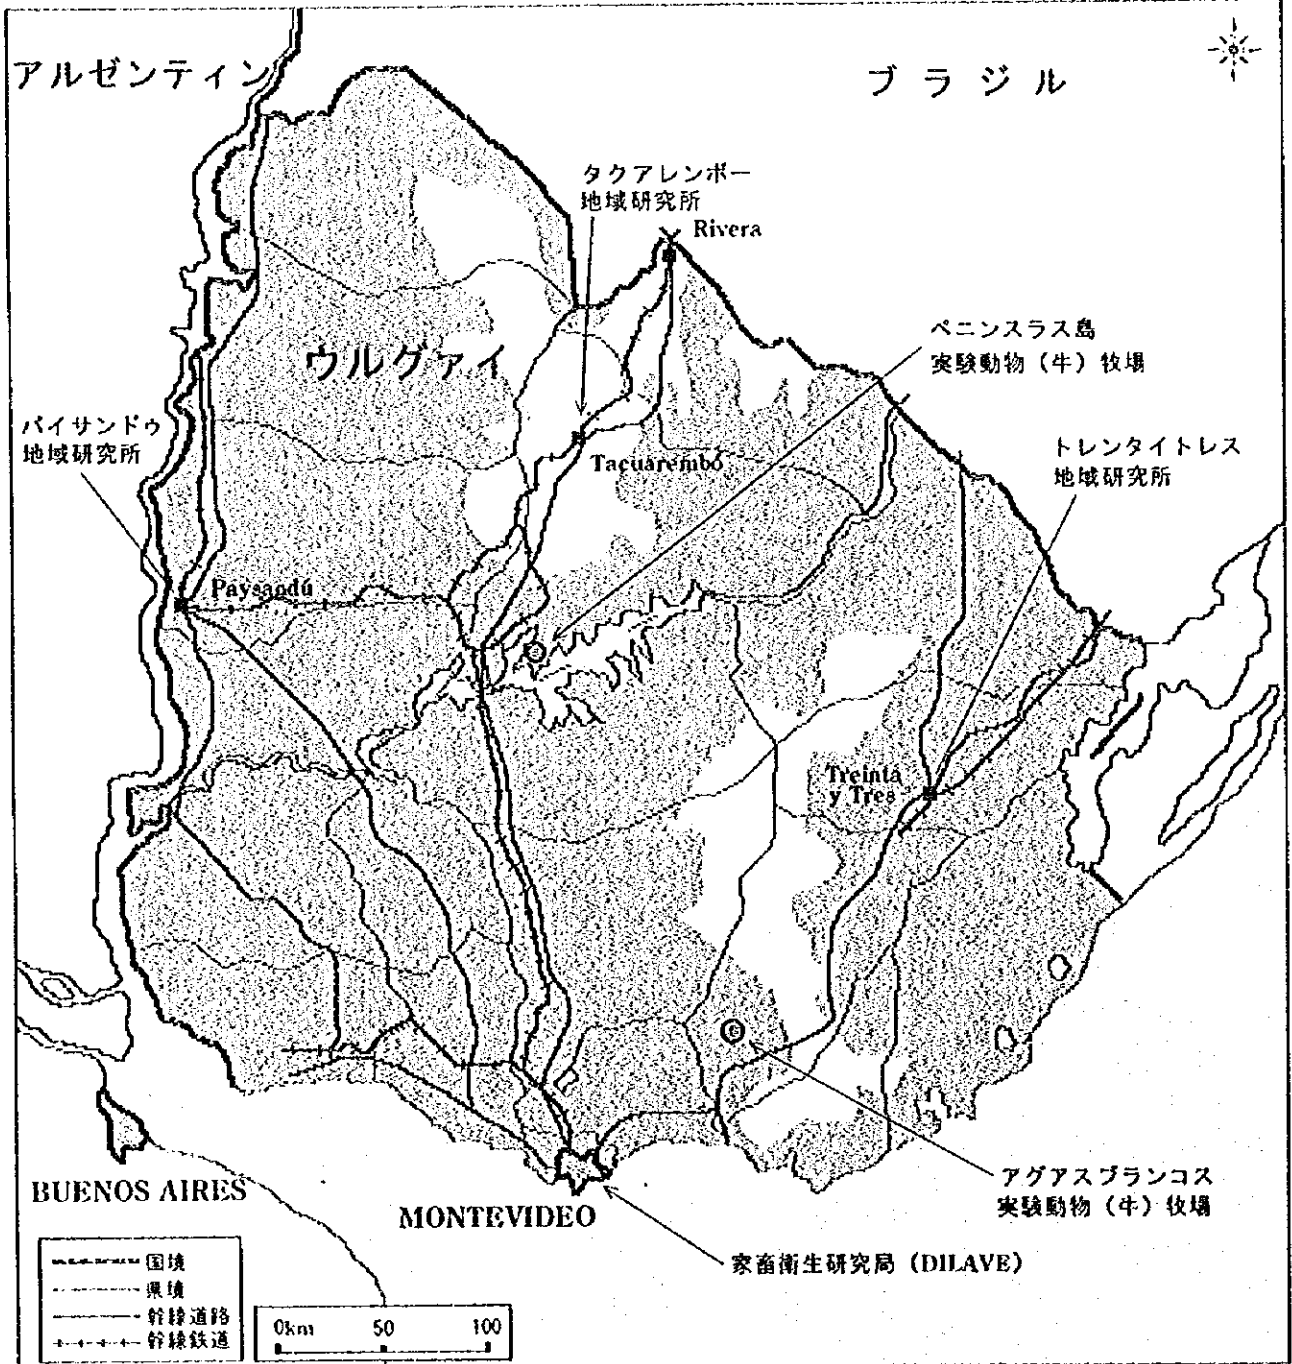 アルゼンティン
ブラジル
タクアレンボー
地域研究所
Rivera
ペニンスラス島
実験動物（牛）牧場
ウルグァイ
パイサンドゥ
地域研究所
Tacuarembó
トレンタイトレス
地域研究所
Paysandú
Treinta
y Tres
BUENOS AIRES
MONTEVIDEO
アグアスブランコス
実験動物（牛）牧場
家畜衛生研究局（DILAVE）
国境
県境
幹線道路
幹線鉄道
0km 50 100